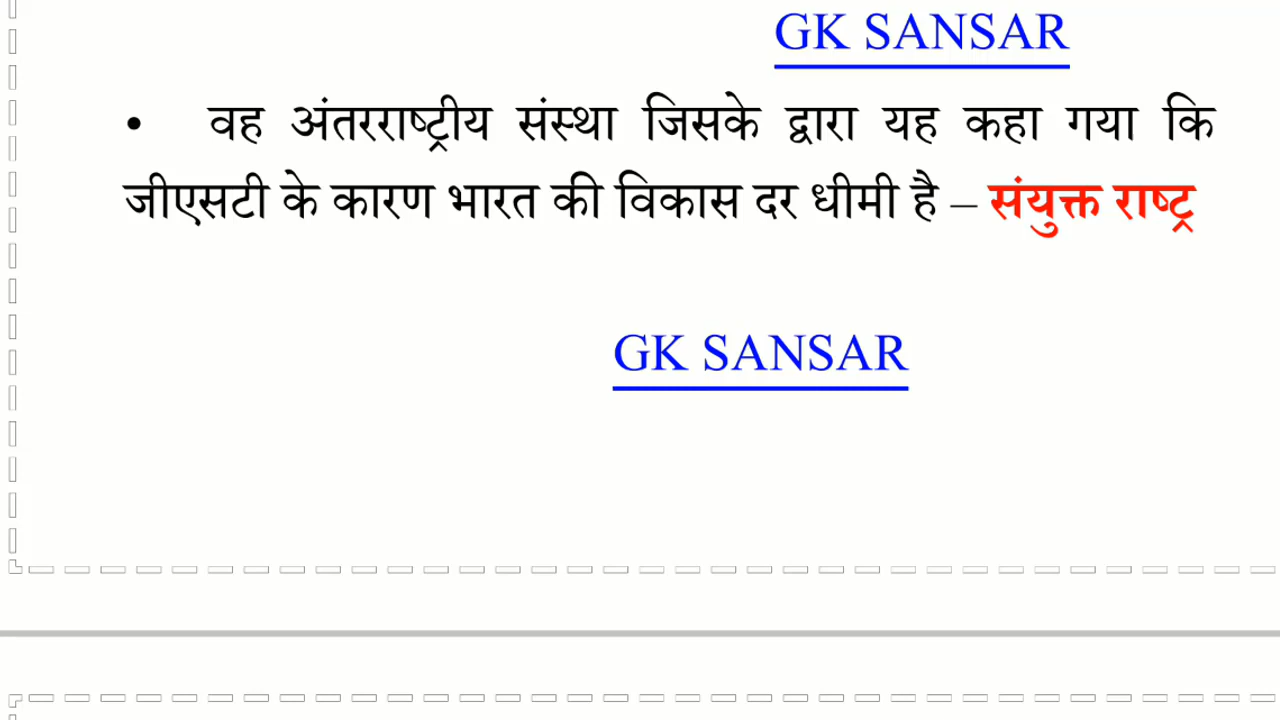 GK SANSAR
• वह अंतरराष्ट्रीय संस्था जिसके द्वारा यह कहा गया कि
जीएसटी के कारण भारत की विकास दर धीमी है – संयुक्त राष्ट्र
GK SANSAR